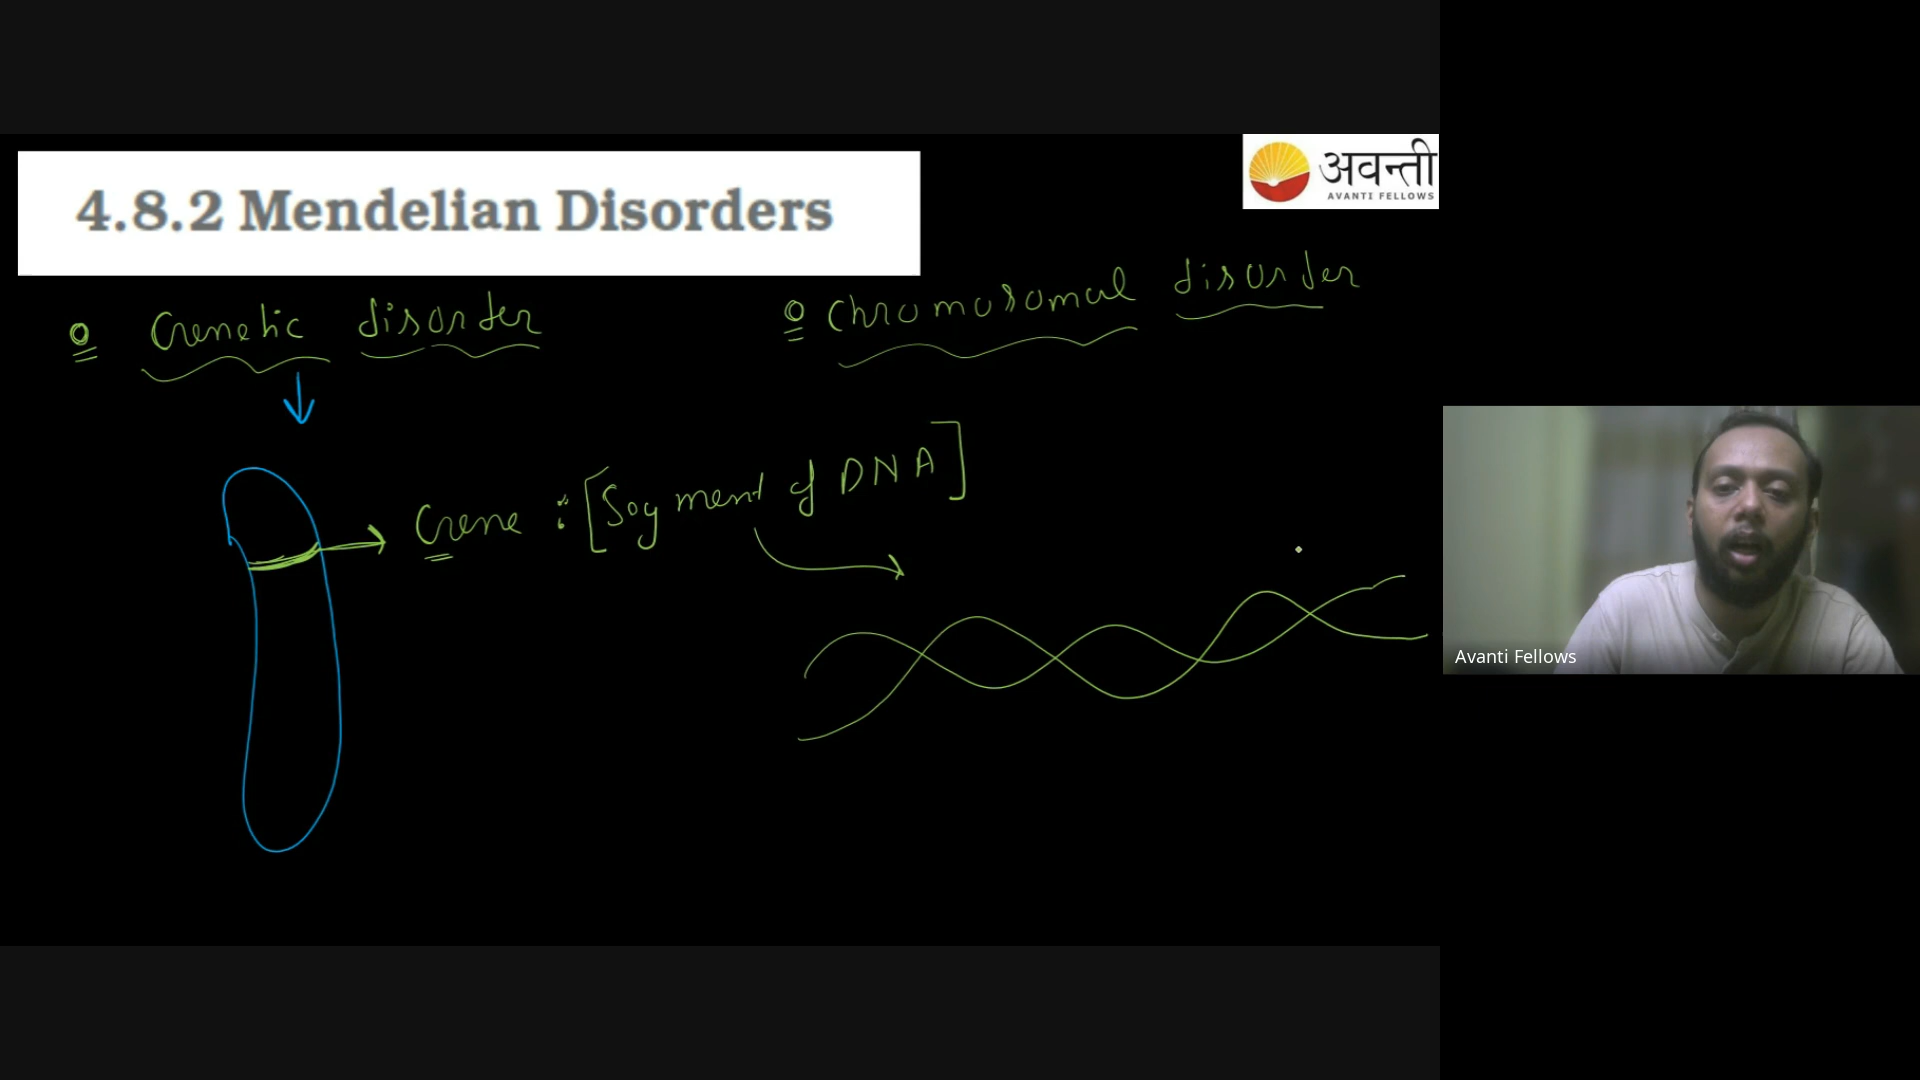 4.8.2 Mendelian Disorders
अवन्ती
AVANTI FELLOWS
Genetic disorder
Chromosomal disorder
Gene : [Segment of DNA]
Avanti Fellows